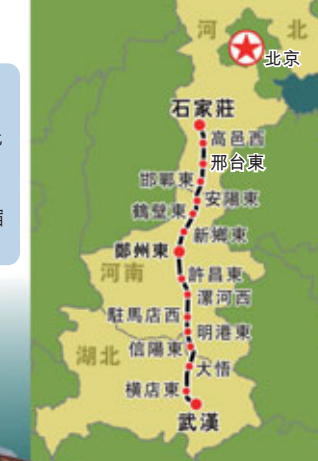 河北
北京
石家莊
高邑西
邢台東
邯鄲東
安陽東
鶴壁東
新鄉東
鄭州東
河南
許昌東
漯河西
駐馬店西
明港東
信陽東
湖北
大悟
橫店東
武漢